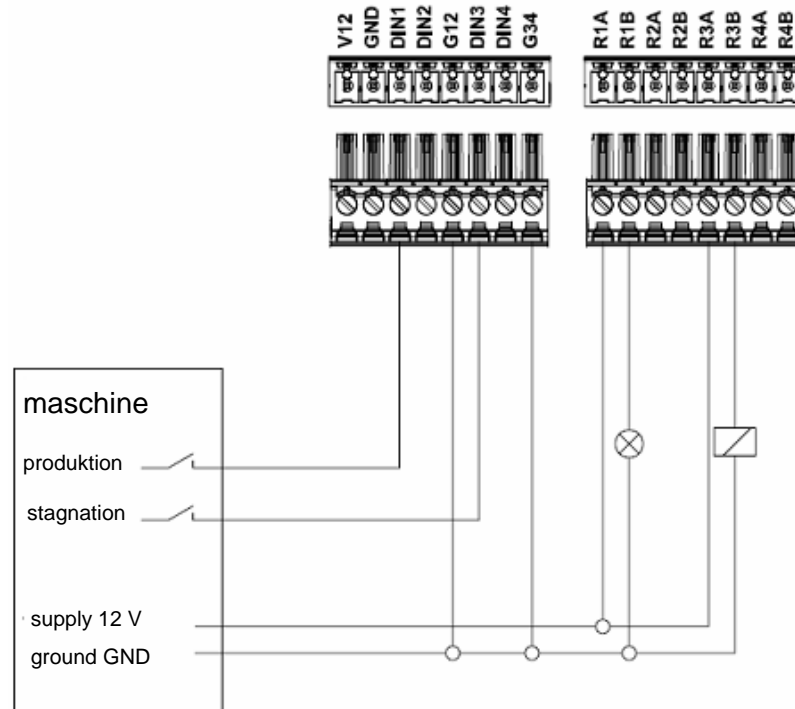 V12 GND DIN1 DIN2 G12 DIN3 DIN4 G34
R1A R1B R2A R2B R3A R3B R4A R4B
maschine
produktion
stagnation
supply 12 V
ground GND